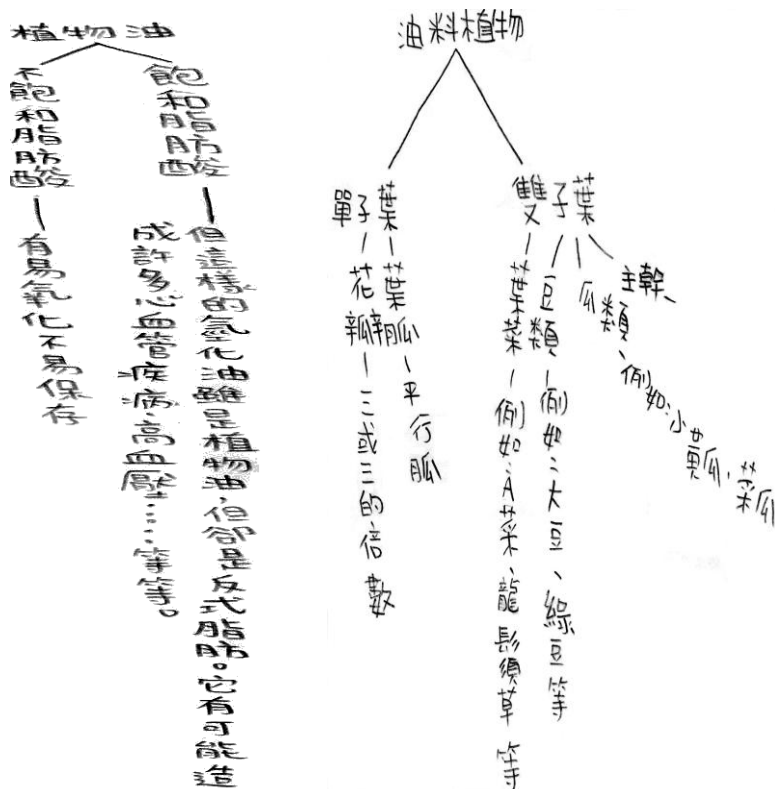 植物油
不飽和脂肪酸
有易氧化不易保存
飽和脂肪酸
但這樣的氫化油雖是植物油,但卻是反式脂肪。它有可能造
成許多心血管疾病、高血壓……等等。
油料植物
單子葉
花瓣—三或三的倍數
葉脈—平行脈
雙子葉
葉菜—例如:A菜、龍鬚草等
豆類—例如:大豆、綠豆等
瓜類、例如:小黃瓜、菜瓜
主幹、